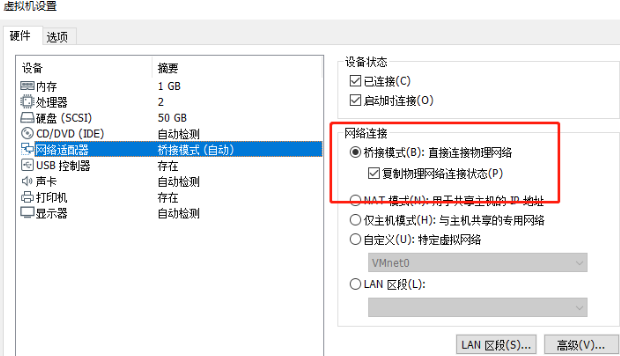 虚拟机设置
硬件 选项
设备 摘要
内存 1 GB
处理器 2
硬盘 (SCSI) 50 GB
CD/DVD (IDE) 自动检测
网络适配器 桥接模式 (自动)
USB 控制器 存在
声卡 自动检测
打印机 存在
显示器 自动检测
设备状态
已连接(C)
启动时连接(O)
网络连接
桥接模式(B): 直接连接物理网络
复制物理网络连接状态(P)
NAT 模式(N): 用于共享主机的 IP 地址
仅主机模式(H): 与主机共享的专用网络
自定义(U): 特定虚拟网络
VMnet0
LAN 区段(L):
LAN 区段(S)... 高级(V)...